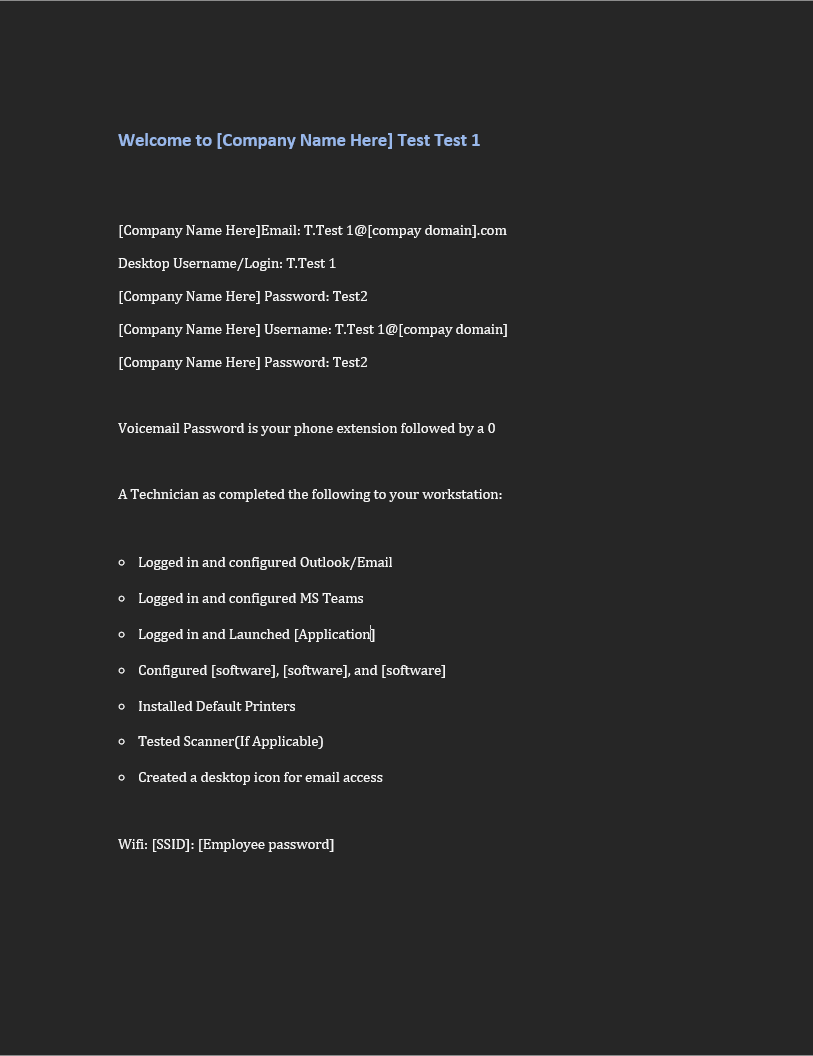 Welcome to [Company Name Here] Test Test 1
[Company Name Here]Email: T.Test 1@[compay domain].com
Desktop Username/Login: T.Test 1
[Company Name Here] Password: Test2
[Company Name Here] Username: T.Test 1@[compay domain]
[Company Name Here] Password: Test2
Voicemail Password is your phone extension followed by a 0
A Technician as completed the following to your workstation:
Logged in and configured Outlook/Email
Logged in and configured MS Teams
Logged in and Launched [Application]
Configured [software], [software], and [software]
Installed Default Printers
Tested Scanner(If Applicable)
Created a desktop icon for email access
Wifi: [SSID]: [Employee password]